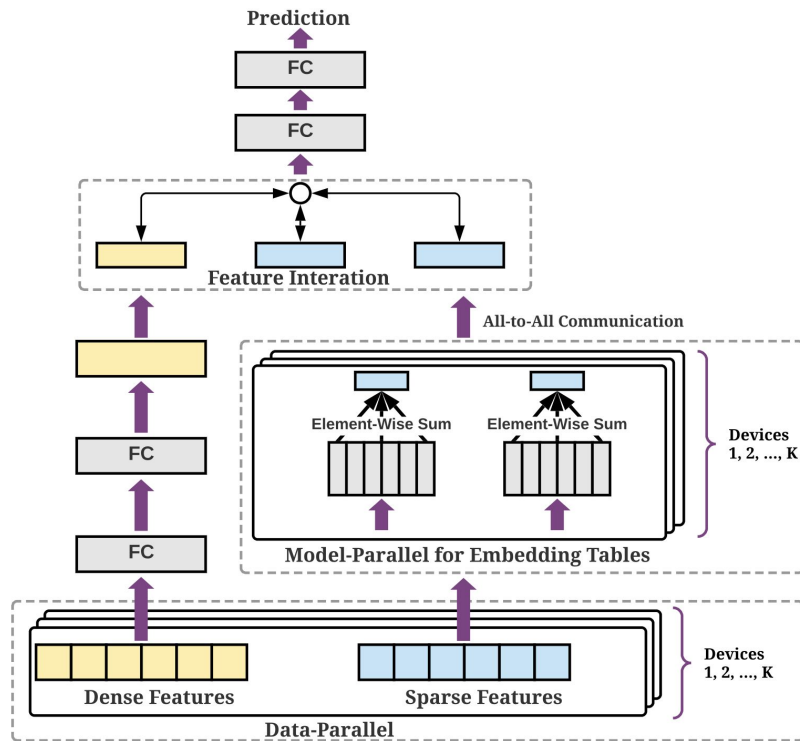 Prediction
FC
FC
Feature Interation
All-to-All Communication
Element-Wise Sum
Element-Wise Sum
Devices
1, 2, ..., K
FC
FC
Model-Parallel for Embedding Tables
Dense Features
Sparse Features
Devices
1, 2, ..., K
Data-Parallel